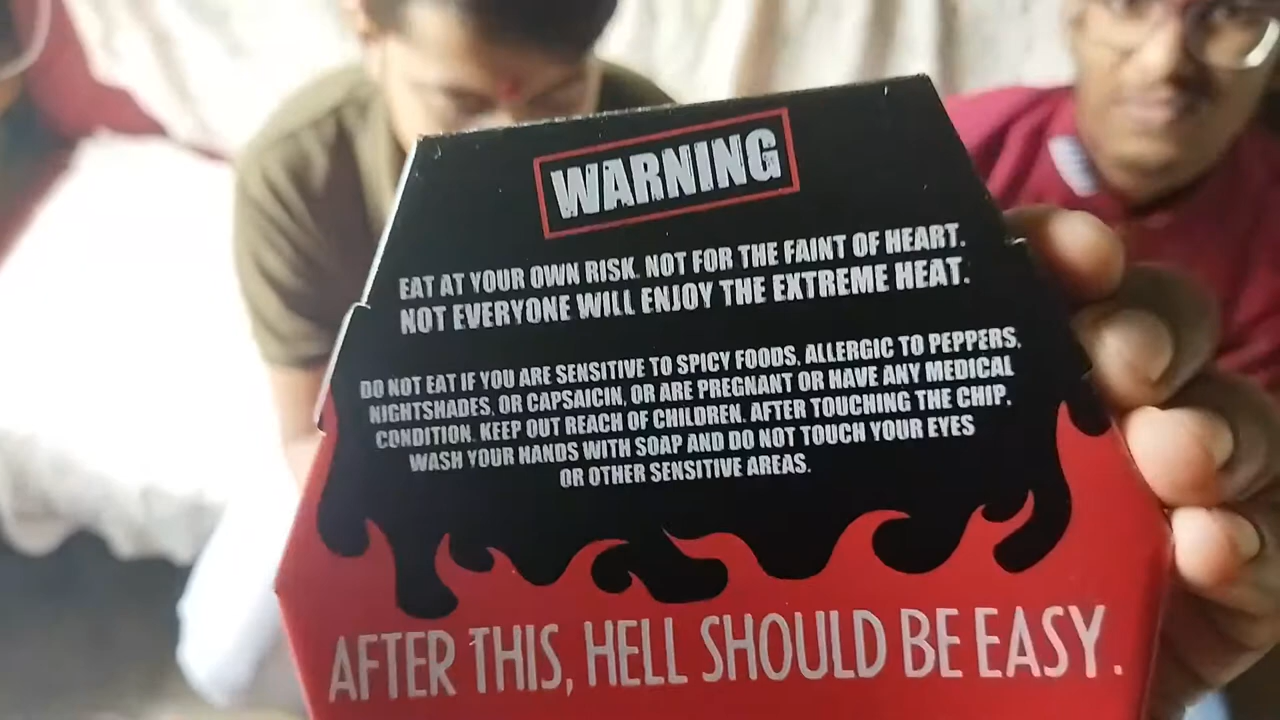 WARNING
EAT AT YOUR OWN RISK. NOT FOR THE FAINT OF HEART.
NOT EVERYONE WILL ENJOY THE EXTREME HEAT.
DO NOT EAT IF YOU ARE SENSITIVE TO SPICY FOODS, ALLERGIC TO PEPPERS,
NIGHTSHADES, OR CAPSAICIN, OR ARE PREGNANT OR HAVE ANY MEDICAL
CONDITION. KEEP OUT REACH OF CHILDREN. AFTER TOUCHING THE CHIP,
WASH YOUR HANDS WITH SOAP AND DO NOT TOUCH YOUR EYES
OR OTHER SENSITIVE AREAS.
AFTER THIS, HELL SHOULD BE EASY.